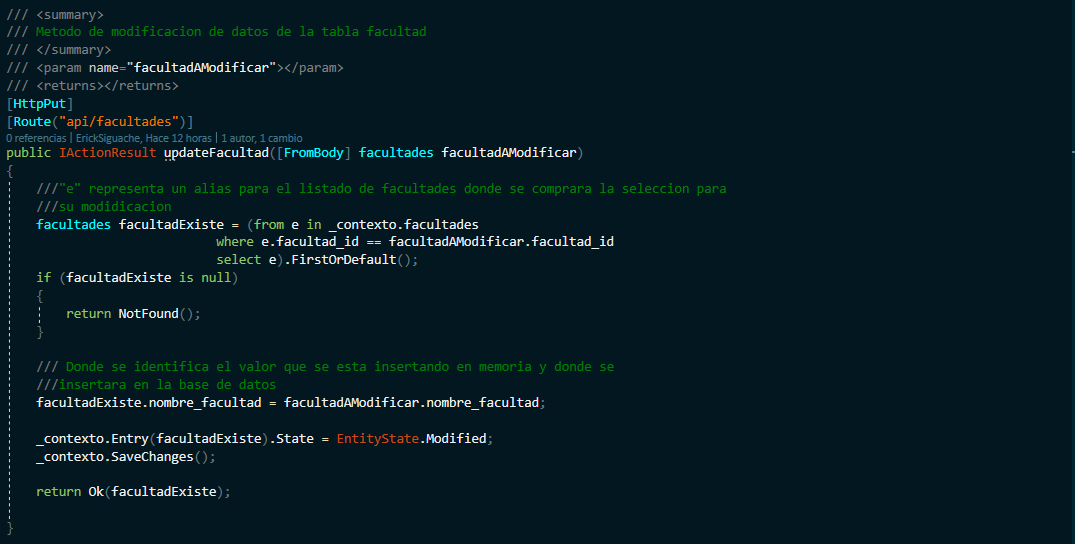 /// <summary>
/// Metodo de modificacion de datos de la tabla facultad
/// </summary>
/// <param name="facultadAModificar"></param>
/// <returns></returns>
[HttpPut]
[Route("api/facultades")]
0 referencias | ErickSiguache, Hace 12 horas | 1 autor, 1 cambio
public IActionResult updateFacultad([FromBody] facultades facultadAModificar)
{
///"e" representa un alias para el listado de facultades donde se comprara la seleccion para
///su modidicacion
facultades facultadExiste = (from e in _contexto.facultades
where e.facultad_id == facultadAModificar.facultad_id
select e).FirstOrDefault();
if (facultadExiste is null)
{
return NotFound();
}
/// Donde se identifica el valor que se esta insertando en memoria y donde se
///insertara en la base de datos
facultadExiste.nombre_facultad = facultadAModificar.nombre_facultad;
_contexto.Entry(facultadExiste).State = EntityState.Modified;
_contexto.SaveChanges();
return Ok(facultadExiste);
}